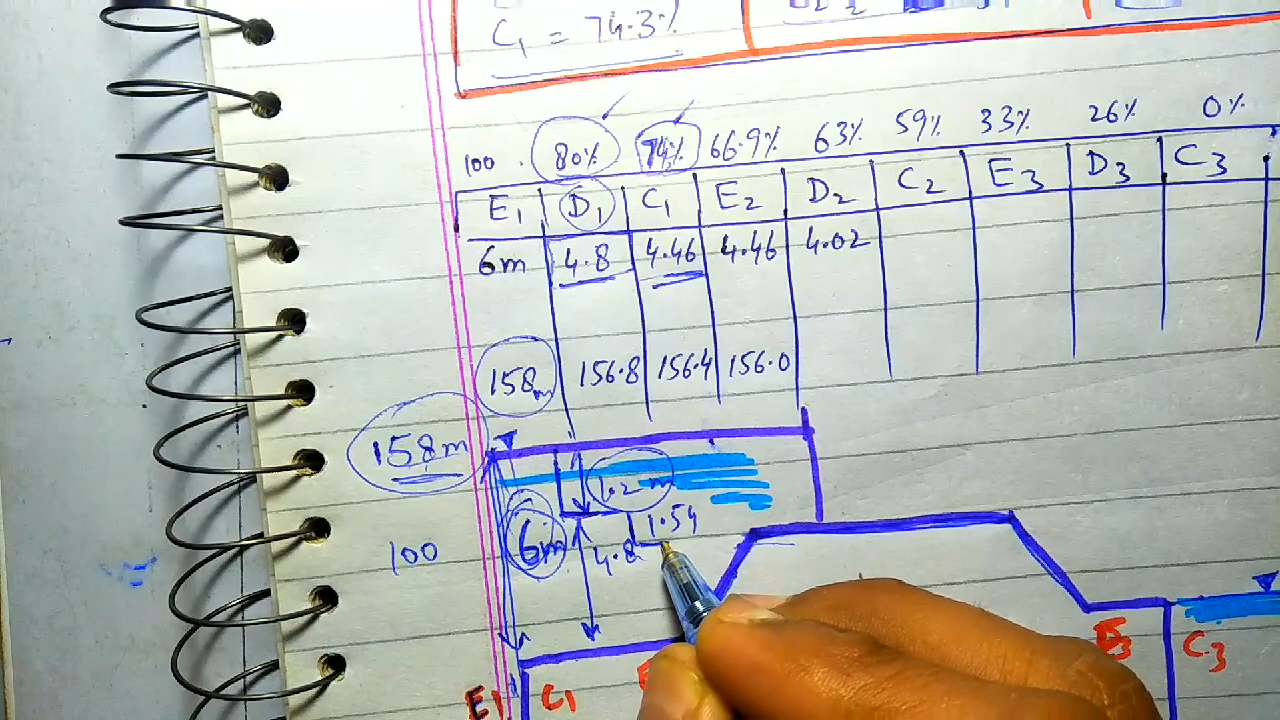 C₁ = 74.3%
100 80% 74% 66.9% 63% 59% 33% 26% 0%
E₁ D₁ C₁ E₂ D₂ C₂ E₃ D₃ C₃
6m 4.8 4.46 4.46 4.02
158m 156.8 156.4 156.0
158m
1.2 m
6m 4.8 1.54
100
E1 C1 E3 C3